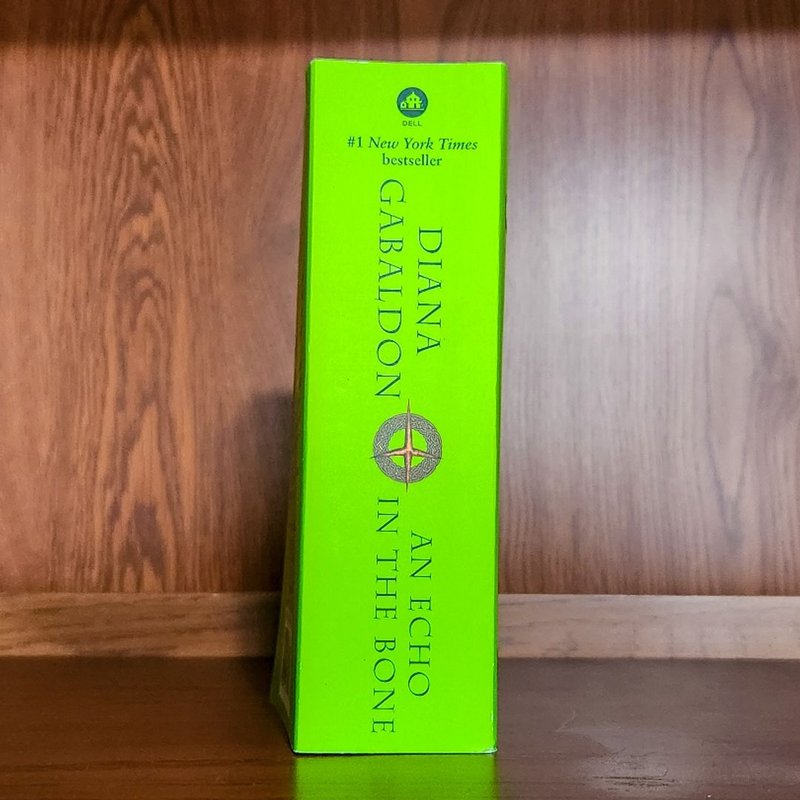 DELL
#1 New York Times
bestseller
DIANA
GABALDON
AN ECHO
IN THE BONE